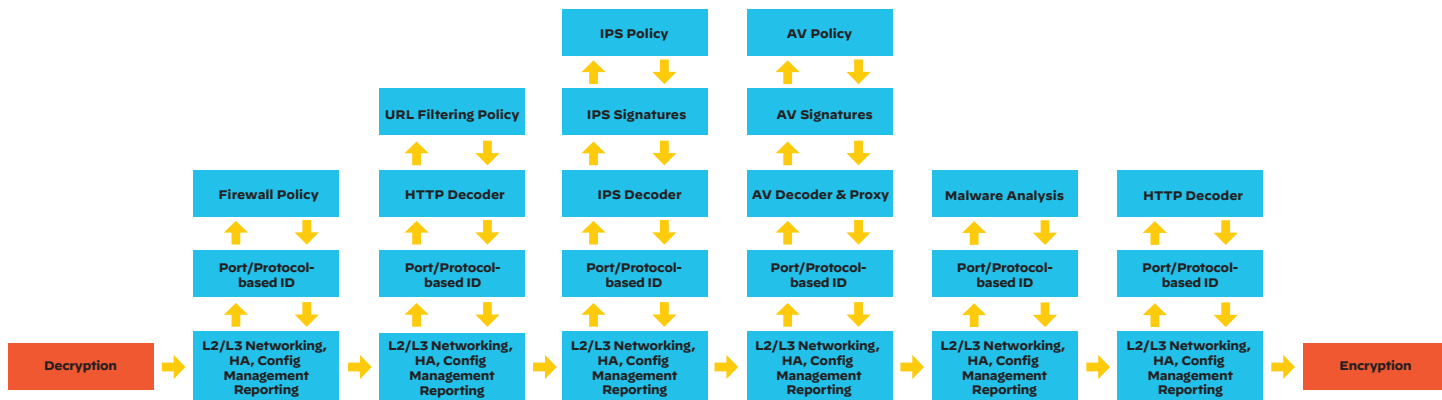 IPS Policy
AV Policy
URL Filtering Policy
IPS Signatures
AV Signatures
Firewall Policy
HTTP Decoder
IPS Decoder
AV Decoder & Proxy
Malware Analysis
HTTP Decoder
Port/Protocol-
based ID
Port/Protocol-
based ID
Port/Protocol-
based ID
Port/Protocol-
based ID
Port/Protocol-
based ID
Port/Protocol-
based ID
Decryption
L2/L3 Networking,
HA, Config
Management
Reporting
L2/L3 Networking,
HA, Config
Management
Reporting
L2/L3 Networking,
HA, Config
Management
Reporting
L2/L3 Networking,
HA, Config
Management
Reporting
L2/L3 Networking,
HA, Config
Management
Reporting
L2/L3 Networking,
HA, Config
Management
Reporting
Encryption